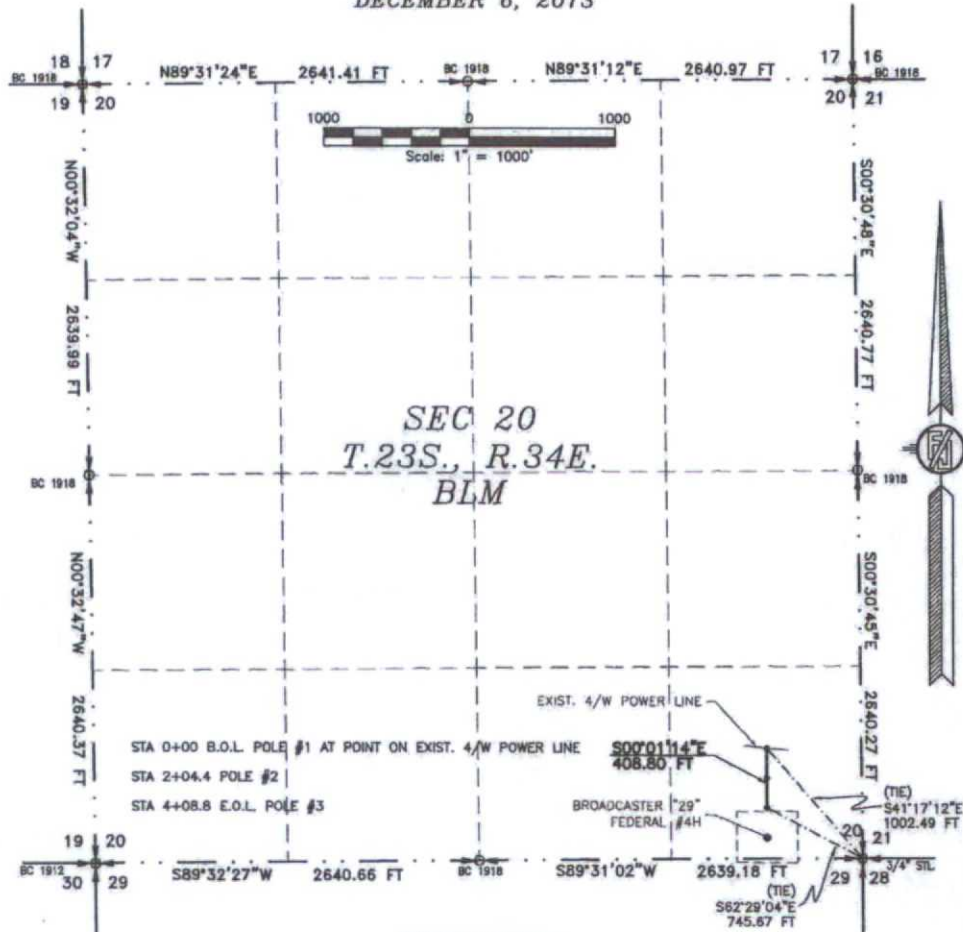 DECEMBER 6, 2013
18 17
BC 1918
19 20
N89°31'24"E 2641.41 FT
BC 1918
N89°31'12"E 2640.97 FT
17 16
BC 1918
20 21
1000 0 1000
Scale: 1" = 1000'
N00°32'04"W 2639.99 FT
S00°30'48"E 2640.77 FT
SEC 20
T.23S., R.34E.
BLM
BC 1918
BC 1918
N00°32'47"W 2640.37 FT
S00°30'45"E 2640.27 FT
EXIST. 4/W POWER LINE
STA 0+00 B.O.L. POLE #1 AT POINT ON EXIST. 4/W POWER LINE
STA 2+04.4 POLE #2
STA 4+08.8 E.O.L. POLE #3
S00°01'14"E
408.80 FT
BROADCASTER "29"
FEDERAL #4H
(TIE)
S41°17'12"E
1002.49 FT
19 20
BC 1912
30 29
S89°32'27"W 2640.66 FT
BC 1918
S89°31'02"W 2639.18 FT
20 21
29 28
3/4" STL
(TIE)
S62°29'04"E
745.67 FT